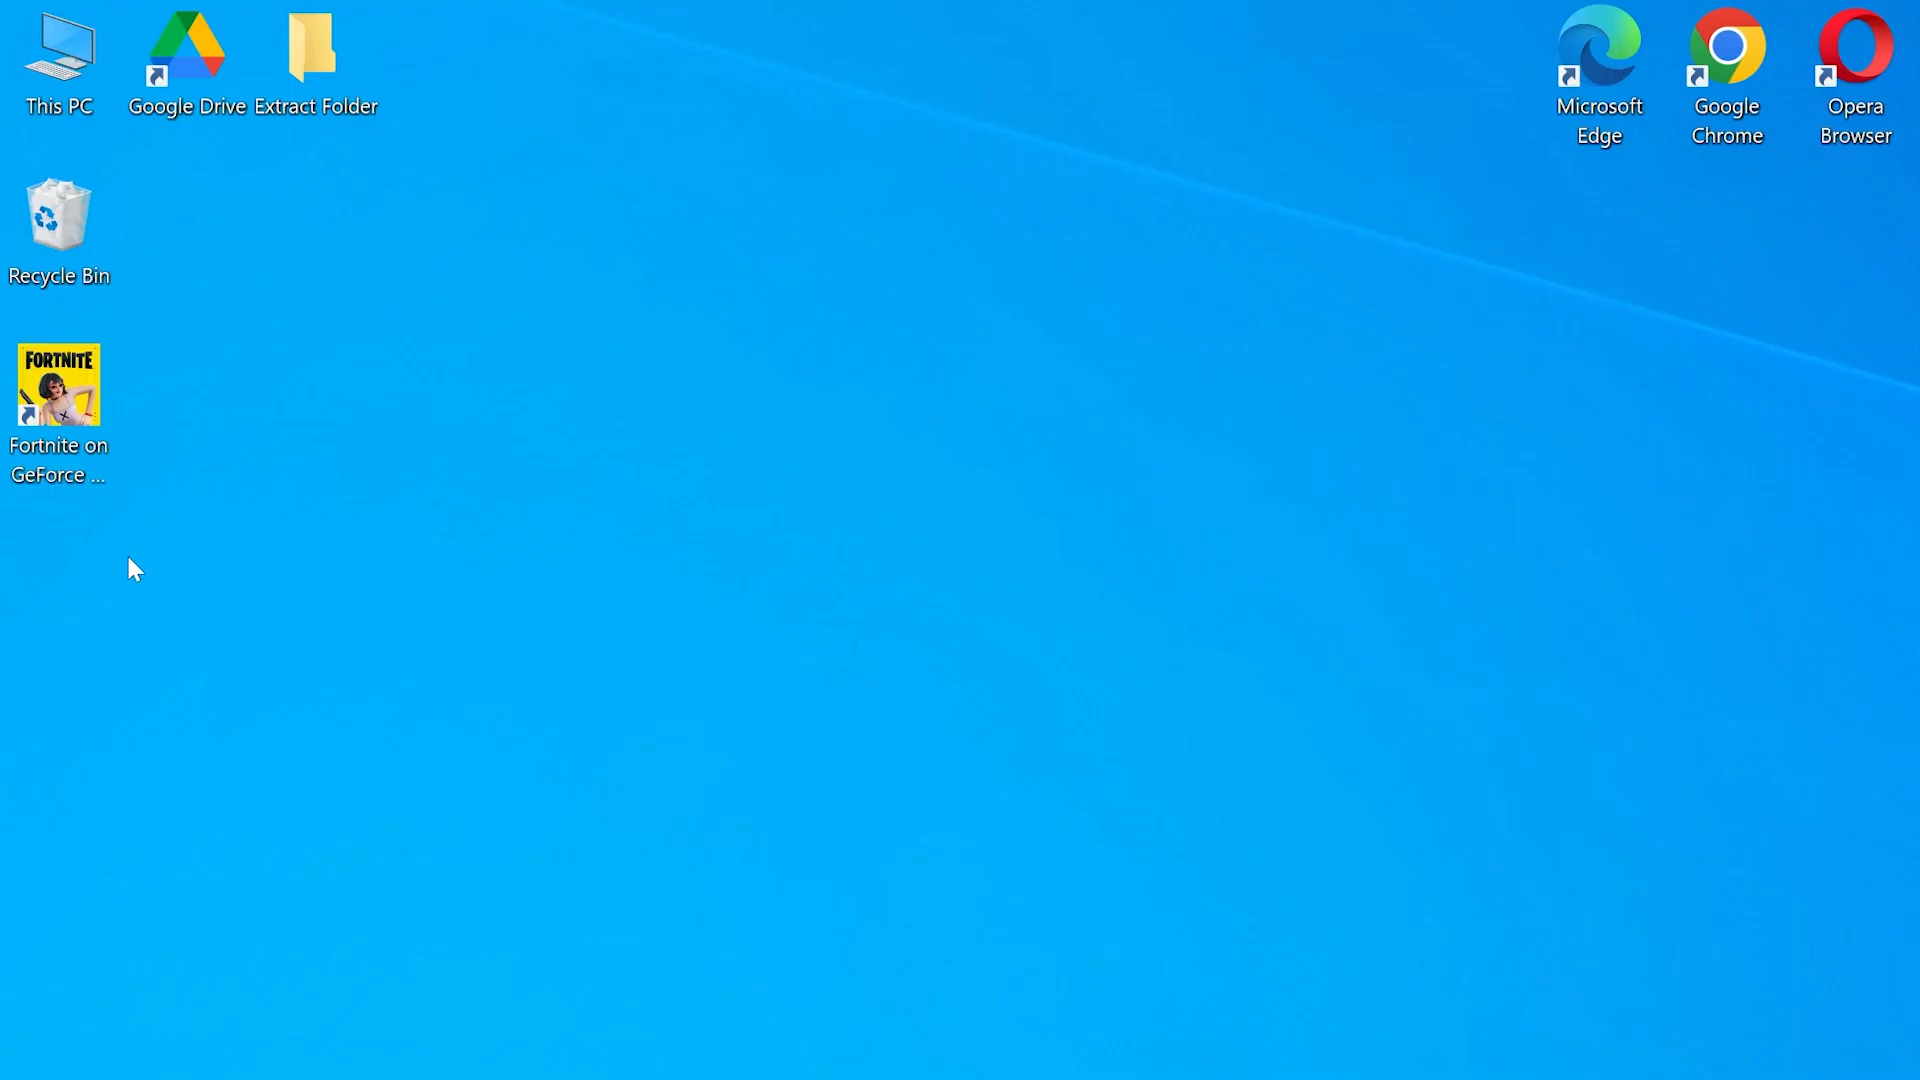 This PC
Google Drive
Extract Folder
Microsoft
Edge
Google
Chrome
Opera
Browser
Recycle Bin
FORTNITE
Fortnite on
GeForce ...